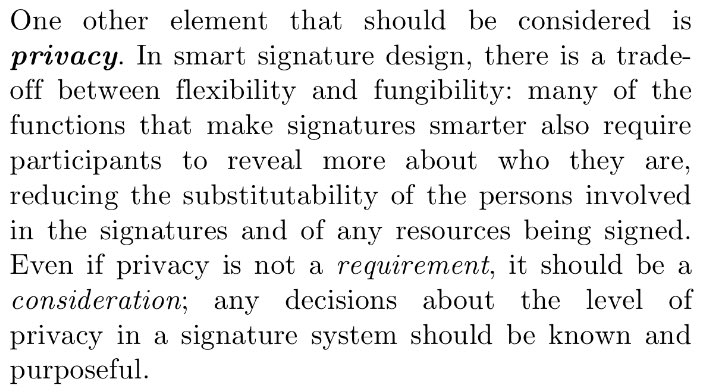 One other element that should be considered is
privacy. In smart signature design, there is a trade-
off between flexibility and fungibility: many of the
functions that make signatures smarter also require
participants to reveal more about who they are,
reducing the substitutability of the persons involved
in the signatures and of any resources being signed.
Even if privacy is not a requirement, it should be a
consideration; any decisions about the level of
privacy in a signature system should be known and
purposeful.